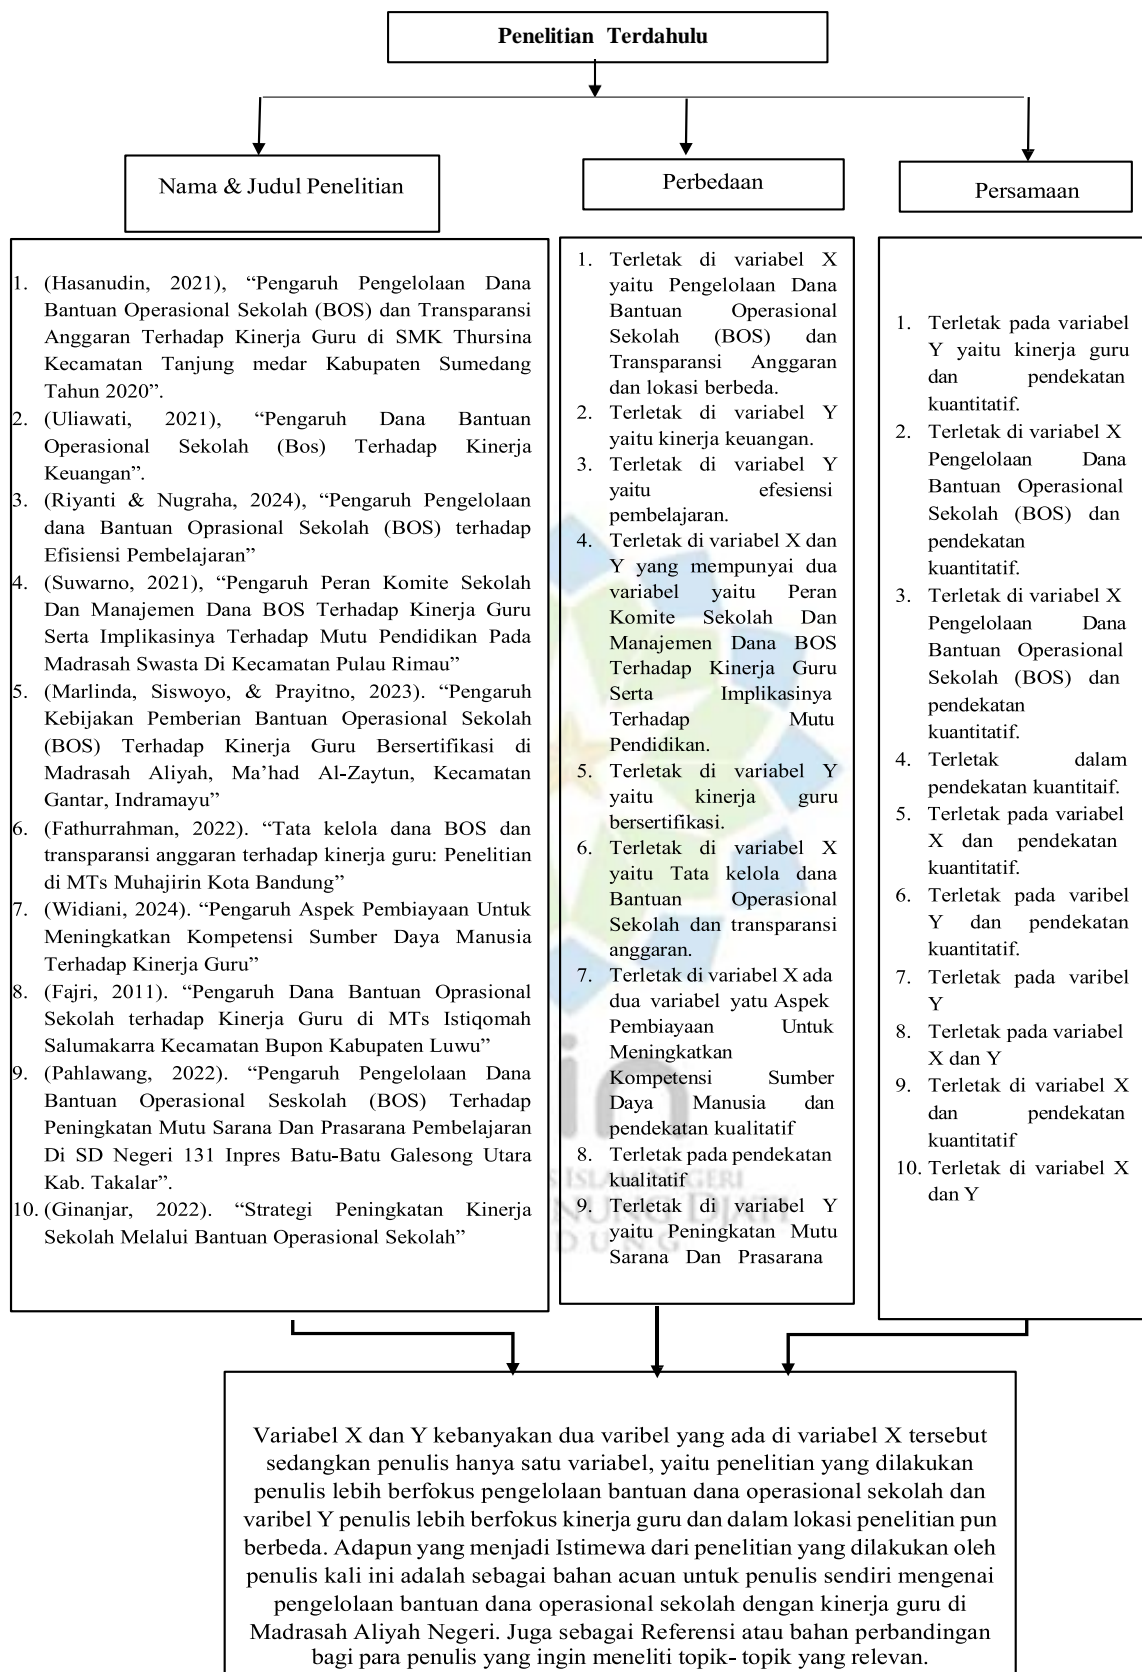 Penelitian Terdahulu
Nama & Judul Penelitian
Perbedaan
Persamaan
1. (Hasanudin, 2021), “Pengaruh Pengelolaan Dana
Bantuan Operasional Sekolah (BOS) dan Transparansi
Anggaran Terhadap Kinerja Guru di SMK Thursina
Kecamatan Tanjung medar Kabupaten Sumedang
Tahun 2020”.
2. (Uliawati, 2021), “Pengaruh Dana Bantuan
Operasional Sekolah (Bos) Terhadap Kinerja
Keuangan”.
3. (Riyanti & Nugraha, 2024), “Pengaruh Pengelolaan
dana Bantuan Oprasional Sekolah (BOS) terhadap
Efisiensi Pembelajaran”
4. (Suwarno, 2021), “Pengaruh Peran Komite Sekolah
Dan Manajemen Dana BOS Terhadap Kinerja Guru
Serta Implikasinya Terhadap Mutu Pendidikan Pada
Madrasah Swasta Di Kecamatan Pulau Rimau”
5. (Marlinda, Siswoyo, & Prayitno, 2023). “Pengaruh
Kebijakan Pemberian Bantuan Operasional Sekolah
(BOS) Terhadap Kinerja Guru Bersertifikasi di
Madrasah Aliyah, Ma’had Al-Zaytun, Kecamatan
Gantar, Indramayu”
6. (Fathurrahman, 2022). “Tata kelola dana BOS dan
transparansi anggaran terhadap kinerja guru: Penelitian
di MTs Muhajirin Kota Bandung”
7. (Widiani, 2024). “Pengaruh Aspek Pembiayaan Untuk
Meningkatkan Kompetensi Sumber Daya Manusia
Terhadap Kinerja Guru”
8. (Fajri, 2011). “Pengaruh Dana Bantuan Oprasional
Sekolah terhadap Kinerja Guru di MTs Istiqomah
Salumakarra Kecamatan Bupon Kabupaten Luwu”
9. (Pahlawang, 2022). “Pengaruh Pengelolaan Dana
Bantuan Operasional Seskolah (BOS) Terhadap
Peningkatan Mutu Sarana Dan Prasarana Pembelajaran
Di SD Negeri 131 Inpres Batu-Batu Galesong Utara
Kab. Takalar”.
10. (Ginanjar, 2022). “Strategi Peningkatan Kinerja
Sekolah Melalui Bantuan Operasional Sekolah”
1. Terletak di variabel X
yaitu Pengelolaan Dana
Bantuan Operasional
Sekolah (BOS) dan
Transparansi Anggaran
dan lokasi berbeda.
2. Terletak di variabel Y
yaitu kinerja keuangan.
3. Terletak di variabel Y
yaitu efesiensi
pembelajaran.
4. Terletak di variabel X dan
Y yang mempunyai dua
variabel yaitu Peran
Komite Sekolah Dan
Manajemen Dana BOS
Terhadap Kinerja Guru
Serta Implikasinya
Terhadap Mutu
Pendidikan.
5. Terletak di variabel Y
yaitu kinerja guru
bersertifikasi.
6. Terletak di variabel X
yaitu Tata kelola dana
Bantuan Operasional
Sekolah dan transparansi
anggaran.
7. Terletak di variabel X ada
dua variabel yatu Aspek
Pembiayaan Untuk
Meningkatkan
Kompetensi Sumber
Daya Manusia dan
pendekatan kualitatif
8. Terletak pada pendekatan
kualitatif
9. Terletak di variabel Y
yaitu Peningkatan Mutu
Sarana Dan Prasarana
1. Terletak pada variabel
Y yaitu kinerja guru
dan pendekatan
kuantitatif.
2. Terletak di variabel X
Pengelolaan Dana
Bantuan Operasional
Sekolah (BOS) dan
pendekatan
kuantitatif.
3. Terletak di variabel X
Pengelolaan Dana
Bantuan Operasional
Sekolah (BOS) dan
pendekatan
kuantitatif.
4. Terletak dalam
pendekatan kuantitaif.
5. Terletak pada variabel
X dan pendekatan
kuantitatif.
6. Terletak pada varibel
Y dan pendekatan
kuantitatif.
7. Terletak pada varibel
Y
8. Terletak pada variabel
X dan Y
9. Terletak di variabel X
dan pendekatan
kuantitatif
10. Terletak di variabel X
dan Y
Variabel X dan Y kebanyakan dua varibel yang ada di variabel X tersebut
sedangkan penulis hanya satu variabel, yaitu penelitian yang dilakukan
penulis lebih berfokus pengelolaan bantuan dana operasional sekolah dan
varibel Y penulis lebih berfokus kinerja guru dan dalam lokasi penelitian pun
berbeda. Adapun yang menjadi Istimewa dari penelitian yang dilakukan oleh
penulis kali ini adalah sebagai bahan acuan untuk penulis sendiri mengenai
pengelolaan bantuan dana operasional sekolah dengan kinerja guru di
Madrasah Aliyah Negeri. Juga sebagai Referensi atau bahan perbandingan
bagi para penulis yang ingin meneliti topik- topik yang relevan.